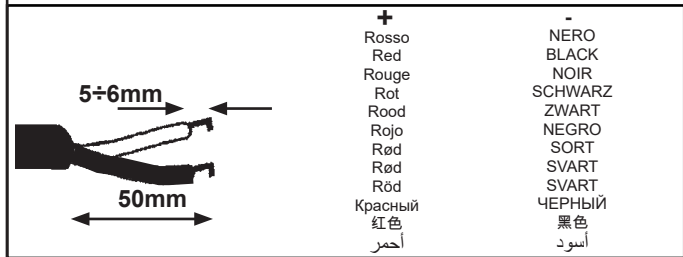 5÷6mm
50mm
+ -
Rosso NERO
Red BLACK
Rouge NOIR
Rot SCHWARZ
Rood ZWART
Rojo NEGRO
Rød SORT
Rød SVART
Röd SVART
Красный ЧЕРНЫЙ
红色 黑色
أحمر أسود